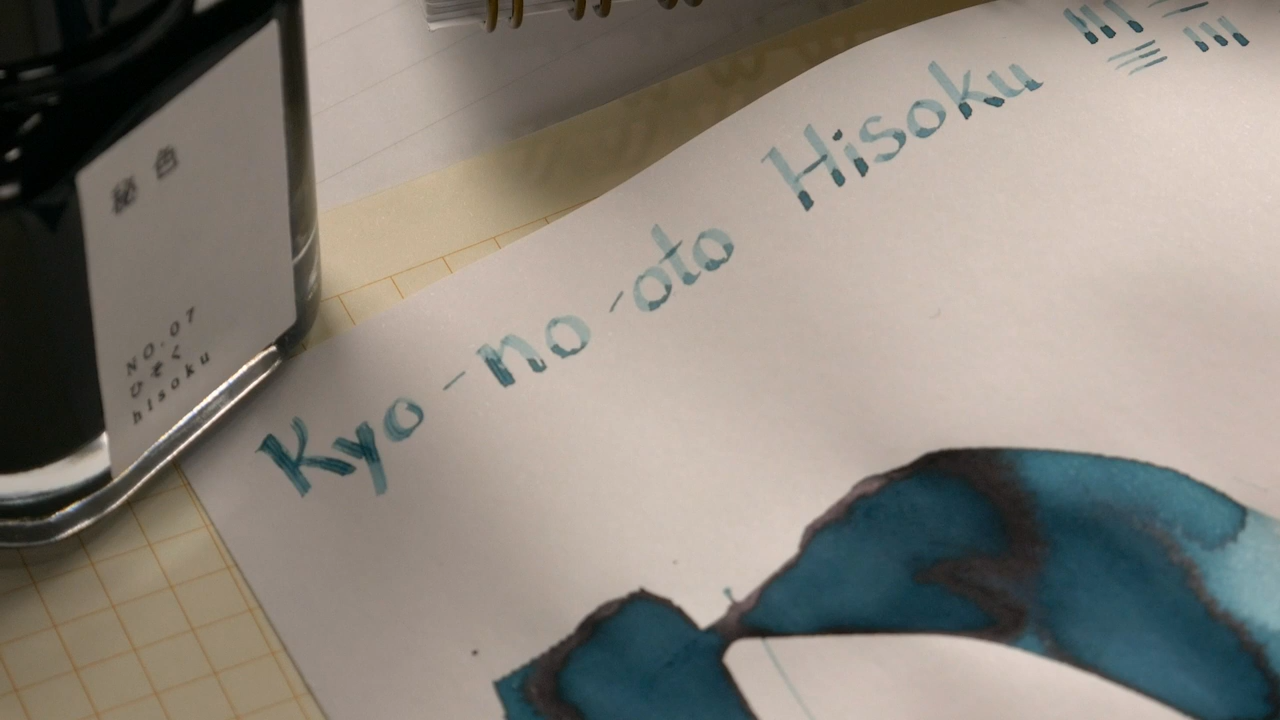 秘色
NO.07
ひそく
hisoku
Kyo-no-oto Hisoku